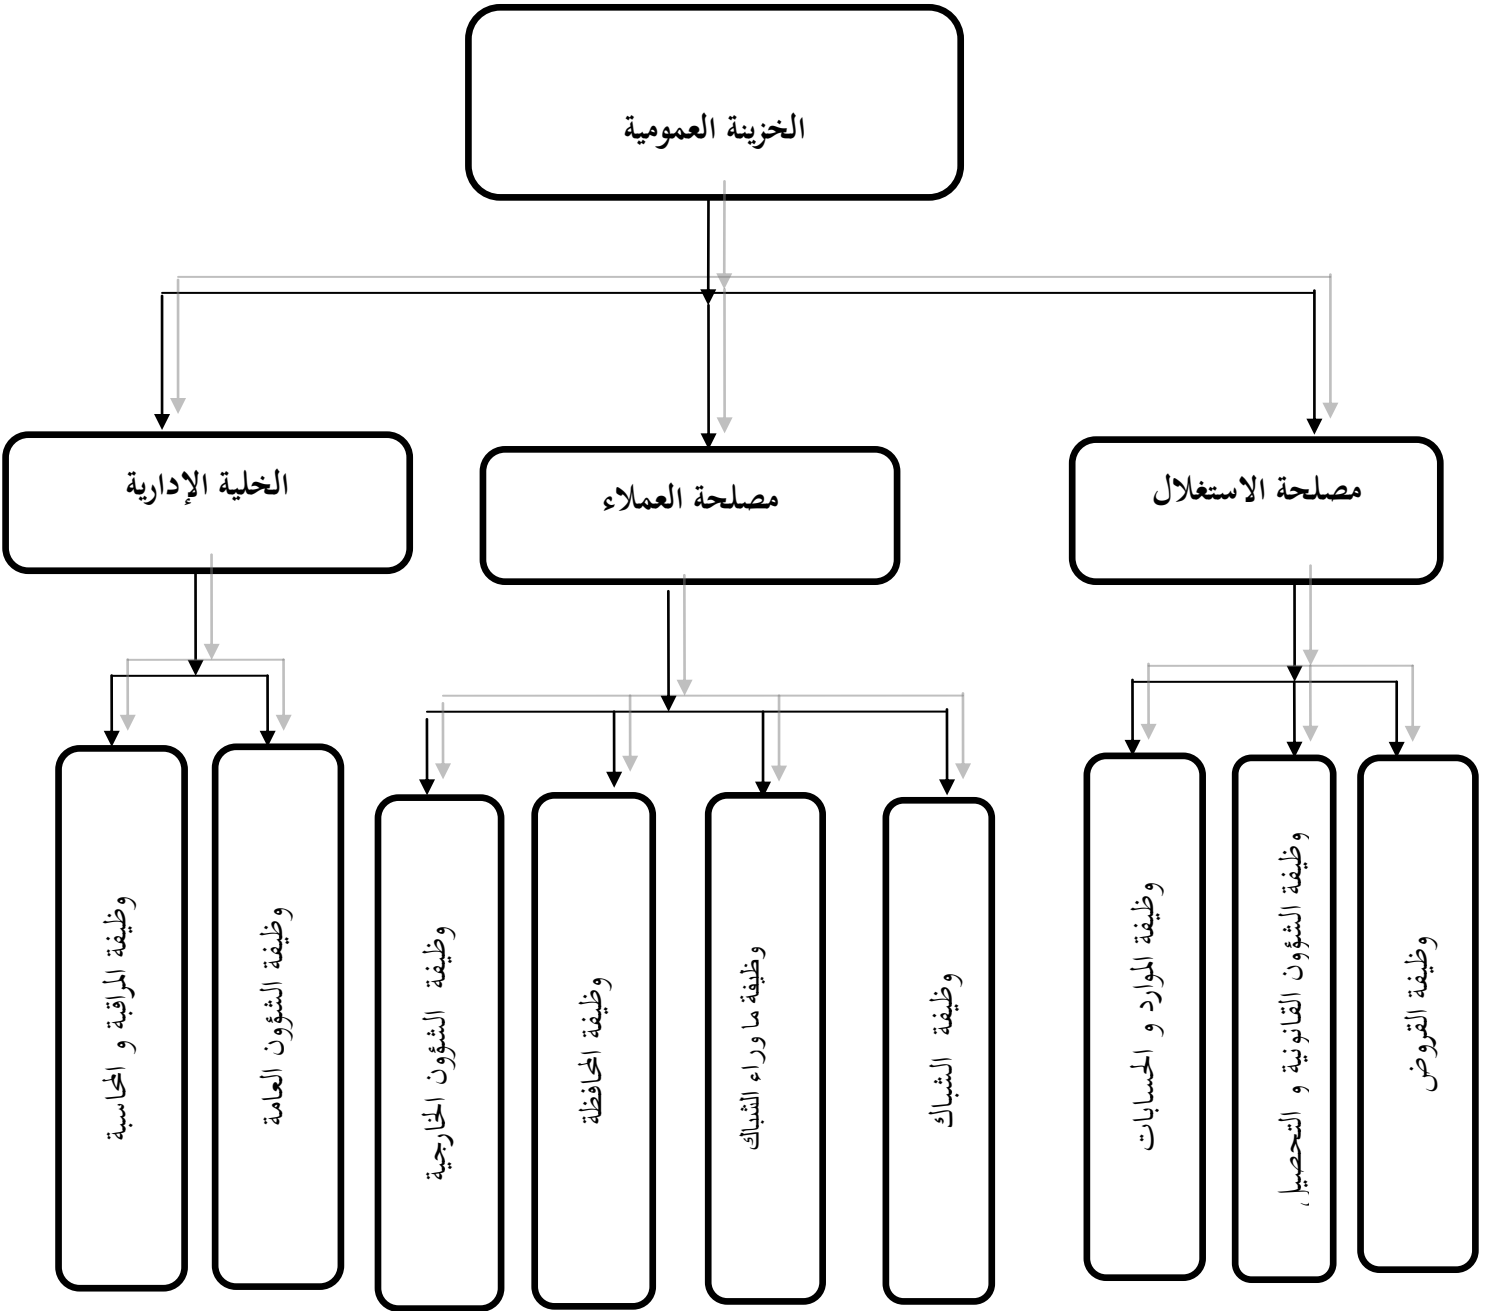 الخزينة العمومية
مصلحة الاستغلال
مصلحة العملاء
الخلية الإدارية
وظيفة القروض
وظيفة الشؤون القانونية و التحصيل
وظيفة الموارد و الحسابات
وظيفة الشباك
وظيفة ما وراء الشباك
وظيفة المحافظة
وظيفة الشؤون الخارجية
وظيفة الشؤون العامة
وظيفة المراقبة و المحاسبة